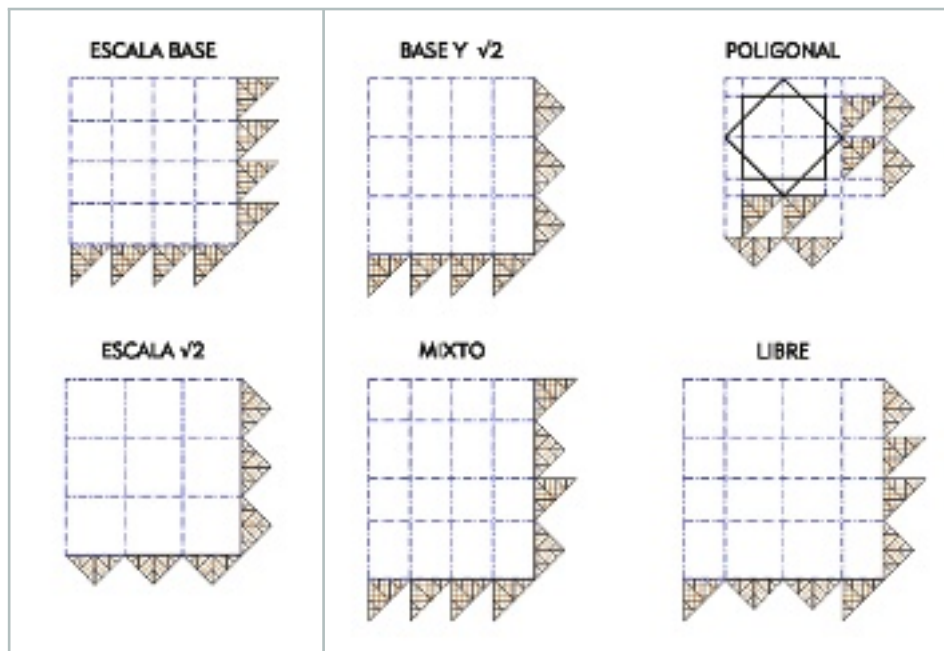 ESCALA BASE
BASE Y √2
POLIGONAL
ESCALA √2
MIXTO
LIBRE